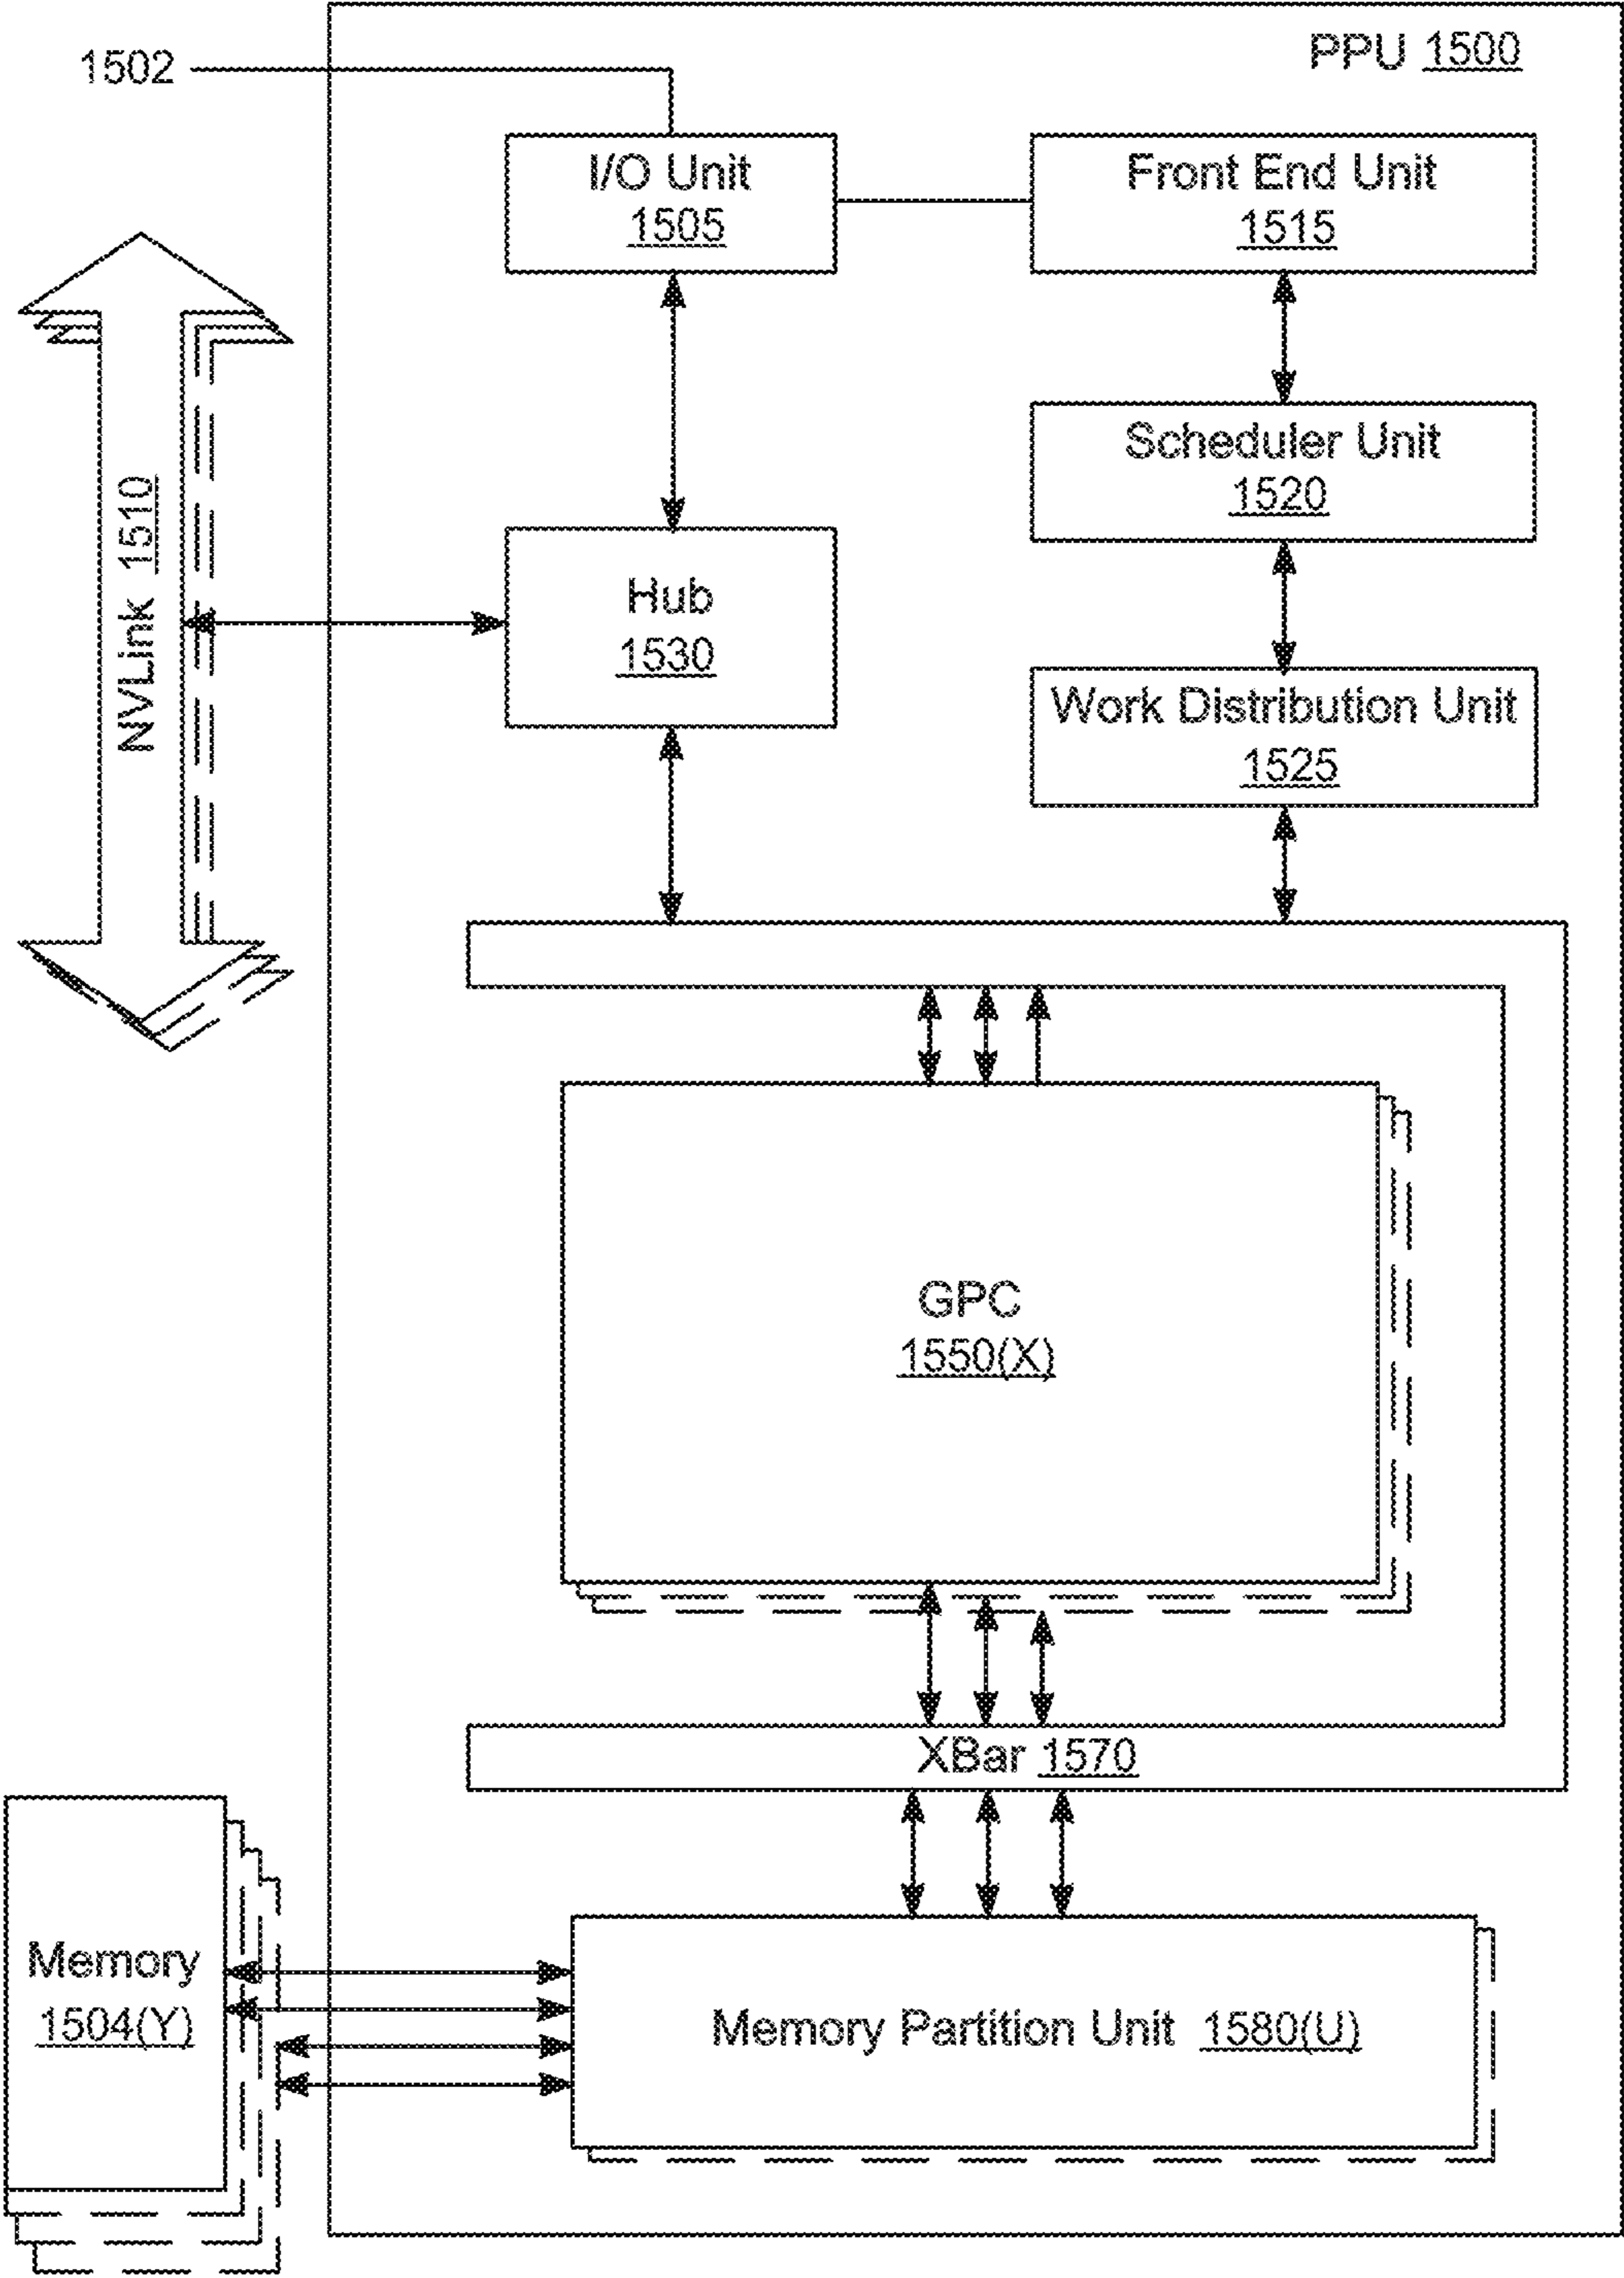 PPU 1500
1502
I/O Unit
1505
Front End Unit
1515
Scheduler Unit
1520
NVLink 1510
Hub
1530
Work Distribution Unit
1525
GPC
1550(X)
XBar 1570
Memory
1504(Y)
Memory Partition Unit 1580(U)